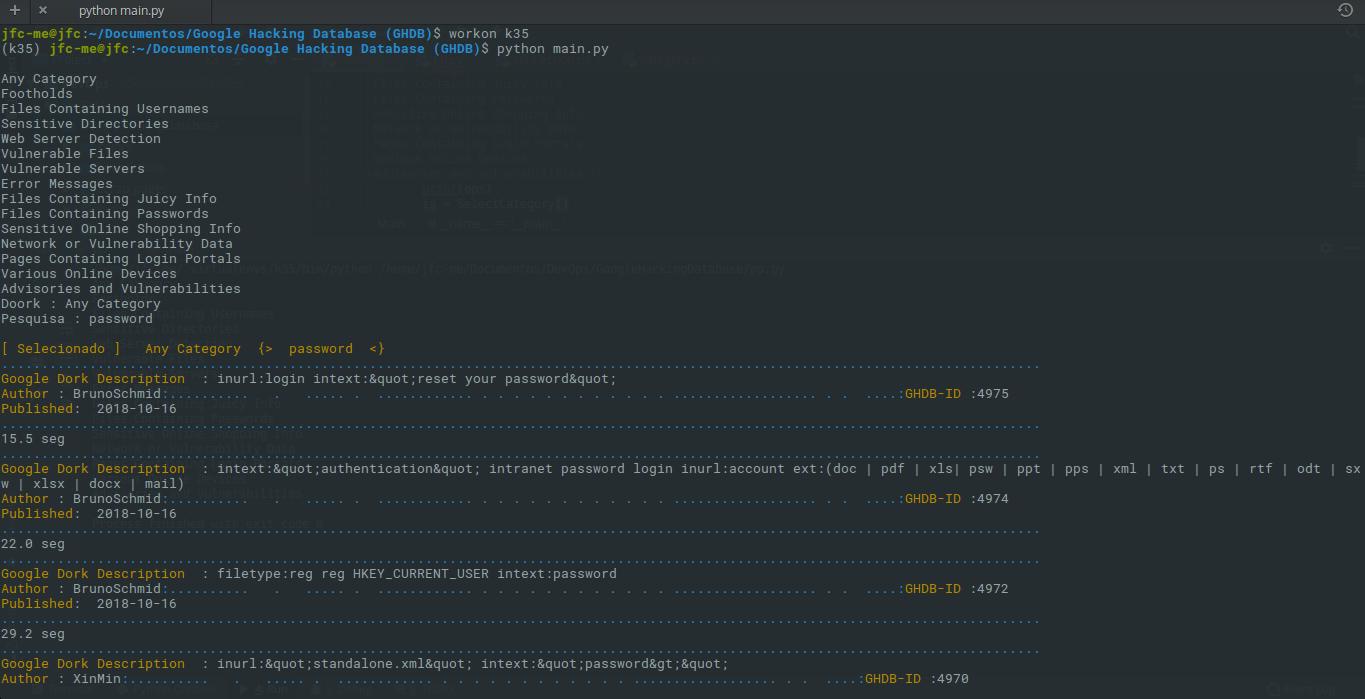 python main.py
jfc-me@jfc:~/Documentos/Google Hacking Database (GHDB)$ workon k35
(k35) jfc-me@jfc:~/Documentos/Google Hacking Database (GHDB)$ python main.py
Any Category
Footholds
Files Containing Usernames
Sensitive Directories
Web Server Detection
Vulnerable Files
Vulnerable Servers
Error Messages
Files Containing Juicy Info
Files Containing Passwords
Sensitive Online Shopping Info
Network or Vulnerability Data
Pages Containing Login Portals
Various Online Devices
Advisories and Vulnerabilities
Doork : Any Category
Pesquisa : password
[ Selecionado ]   Any Category  {>  password  <}
Google Dork Description  : inurl:login intext:&quot;reset your password&quot;
Author : BrunoSchmid:.......... . ..... . ................. . . . . . . . . ............... . . ....:GHDB-ID :4975
Published:  2018-10-16
15.5 seg
Google Dork Description  : intext:&quot;authentication&quot; intranet password login inurl:account ext:(doc | pdf | xls| psw | ppt | pps | xml | txt | ps | rtf | odt | sx
w | xlsx | docx | mail)
Author : BrunoSchmid:.......... . ..... . ................. . . . . . . . . ............... . . ....:GHDB-ID :4974
Published:  2018-10-16
22.0 seg
Google Dork Description  : filetype:reg reg HKEY_CURRENT_USER intext:password
Author : BrunoSchmid:.......... . ..... . ................. . . . . . . . . ............... . . ....:GHDB-ID :4972
Published:  2018-10-16
29.2 seg
Google Dork Description  : inurl:&quot;standalone.xml&quot; intext:&quot;password&gt;&quot;
Author : XinMin:.......... . ..... . ................. . . . . . . . . ............... . . ....:GHDB-ID :4970